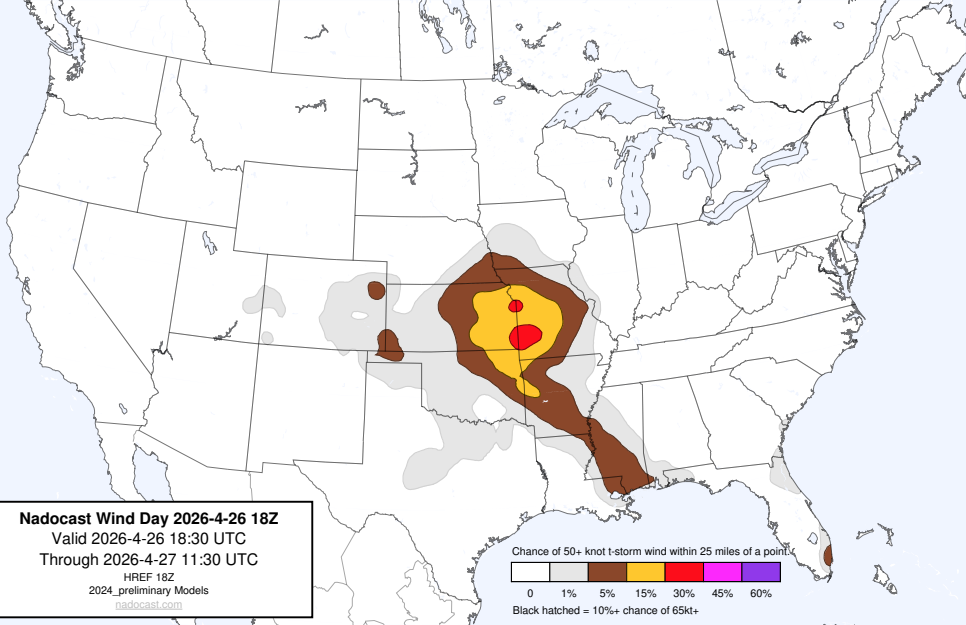 Nadocast Wind Day 2026-4-26 18Z
Valid 2026-4-26 18:30 UTC
Through 2026-4-27 11:30 UTC
HREF 18Z
2024_preliminary Models
nadocast.com
Chance of 50+ knot t-storm wind within 25 miles of a point.
0 1% 5% 15% 30% 45% 60%
Black hatched = 10%+ chance of 65kt+